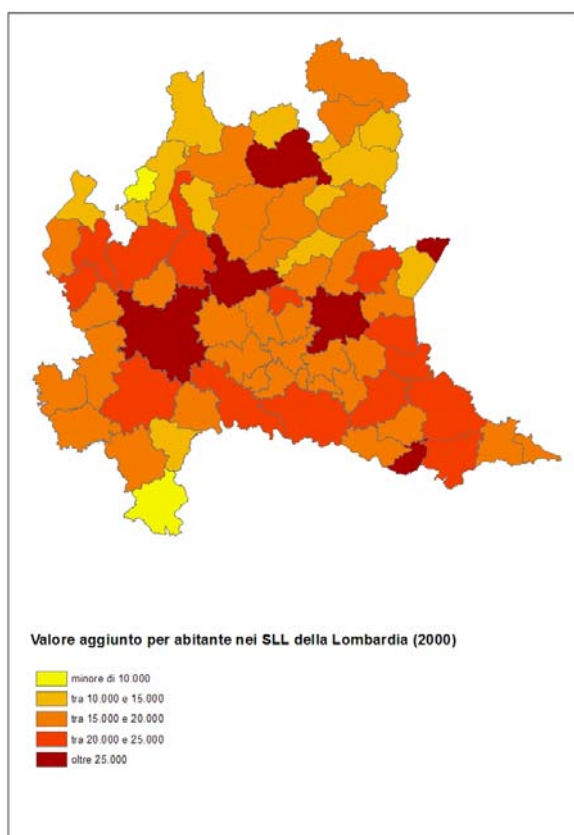 Valore aggiunto per abitante nei SLL della Lombardia (2000)
minore di 10.000
tra 10.000 e 15.000
tra 15.000 e 20.000
tra 20.000 e 25.000
oltre 25.000